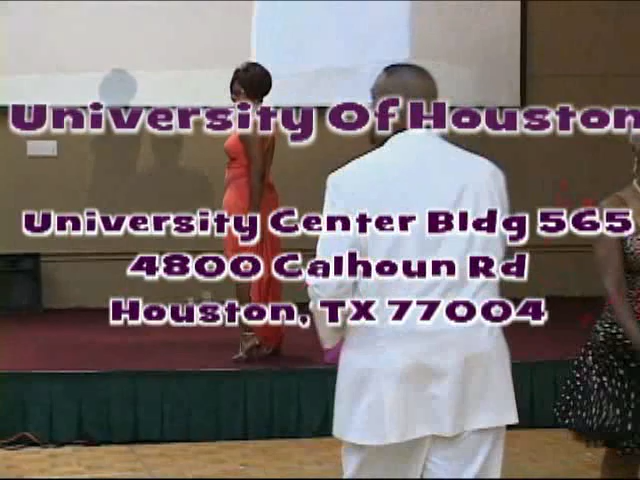 University Of Houston
University Center Bldg 565
4800 Calhoun Rd
Houston, TX 77004